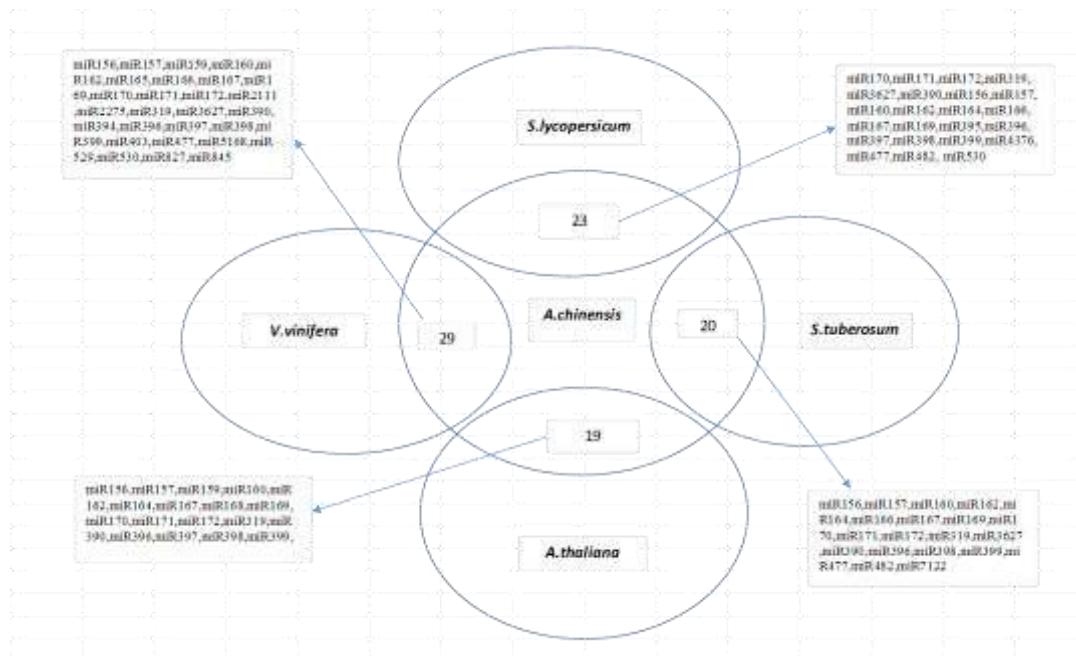 miR156,miR157,miR159,miR160,mi
R162,miR165,miR166,miR167,miR1
69,miR170,miR171,miR172,miR2111
,miR2275,miR319,miR3627,miR390,
miR394,miR396,miR397,miR398,mi
R399,miR403,miR477,miR5168,miR
529,miR530,miR827,miR845
miR170,miR171,miR172,miR319,
miR3627,miR390,miR156,miR157,
miR160,miR162,miR164,miR166,
miR167,miR169,miR395,miR396,
miR397,miR398,miR399,miR4376,
miR477,miR482, miR530
S.lycopersicum
23
V.vinifera
29
A.chinensis
20
S.tuberosum
19
A.thaliana
miR156,miR157,miR159,miR160,miR
162,miR164,miR167,miR168,miR169,
miR170,miR171,miR172,miR319,miR
390,miR396,miR397,miR398,miR399,
miR156,miR157,miR160,miR162,mi
R164,miR166,miR167,miR169,miR1
70,miR171,miR172,miR319,miR3627
,miR390,miR396,miR398,miR399,mi
R477,miR482,miR7122